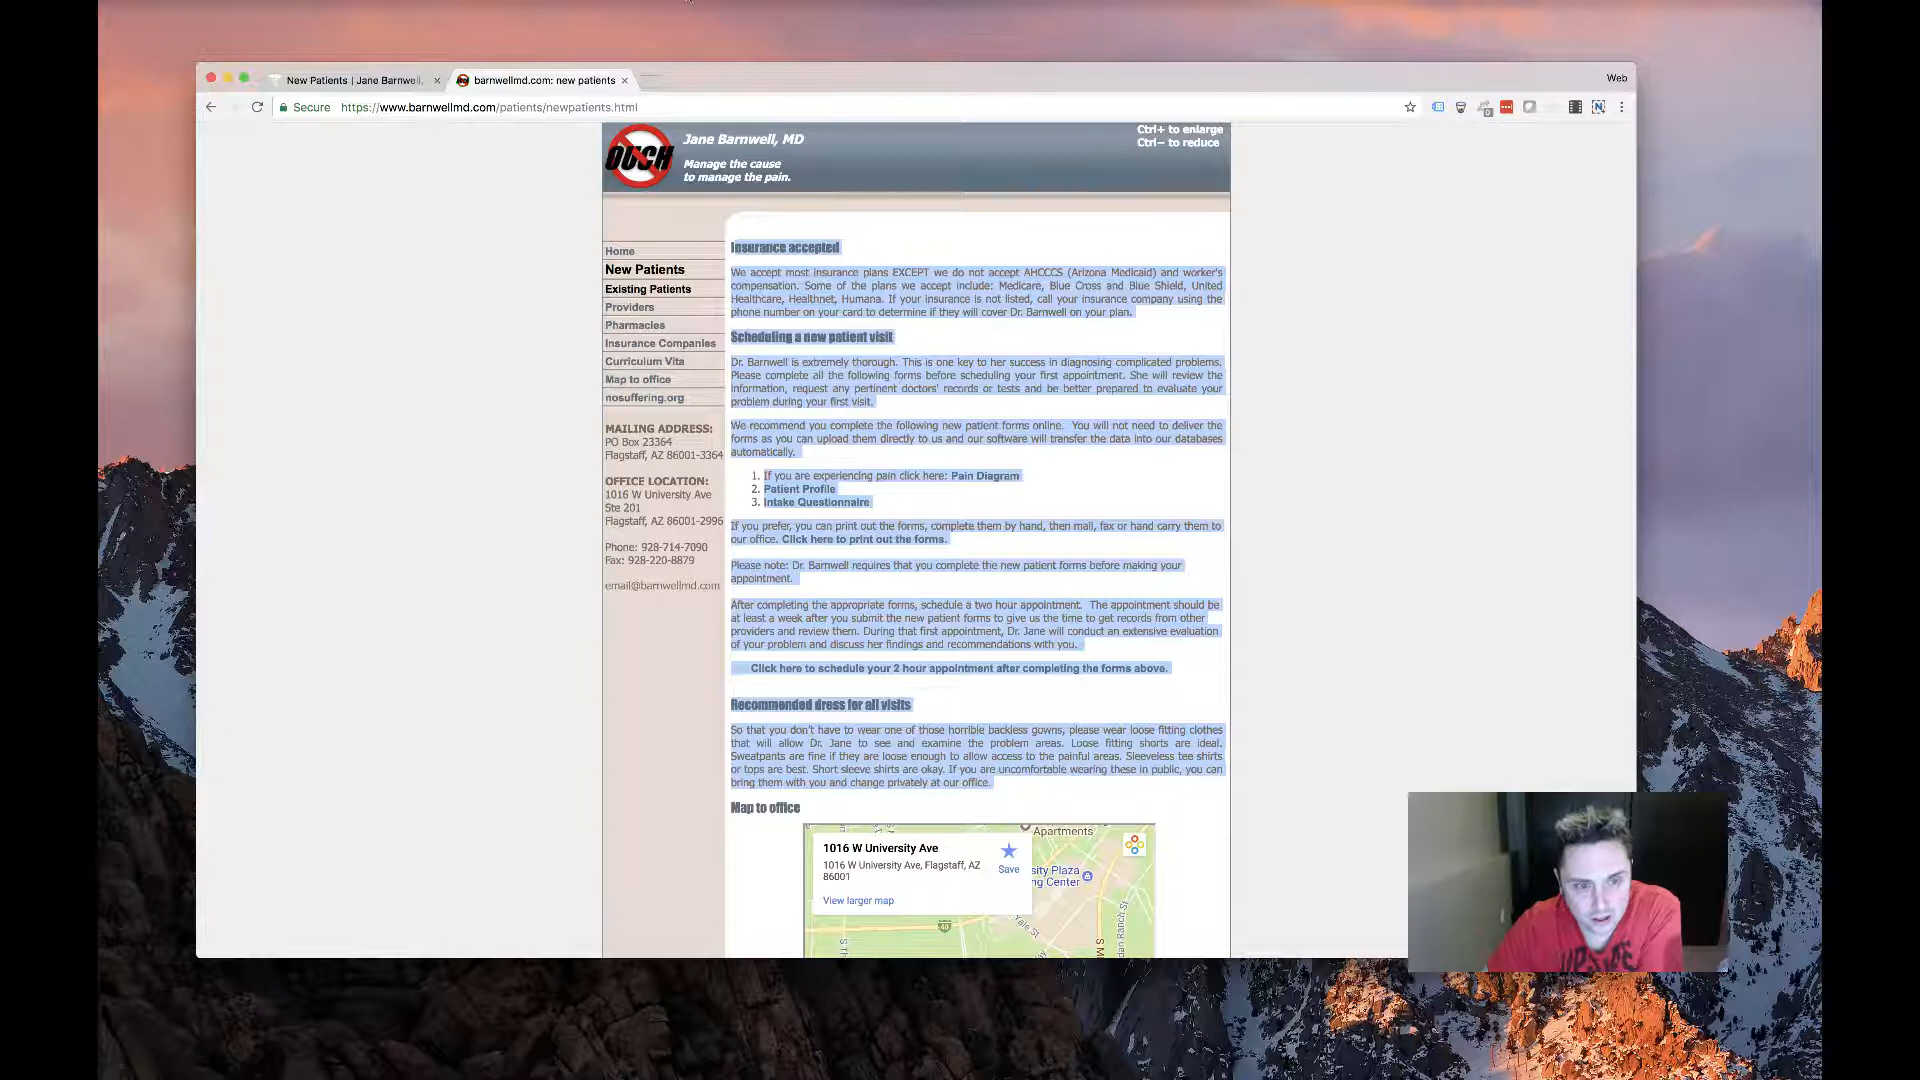 New Patients | Jane Barnwell,
barnwellmd.com: new patients
Web
Secure
https://www.barnwellmd.com/patients/newpatients.html
OUCH
Jane Barnwell, MD
Manage the cause
to manage the pain.
Ctrl+ to enlarge
Ctrl– to reduce
Home
New Patients
Existing Patients
Providers
Pharmacies
Insurance Companies
Curriculum Vita
Map to office
nosuffering.org
MAILING ADDRESS:
PO Box 23364
Flagstaff, AZ 86001-3364
OFFICE LOCATION:
1016 W University Ave
Ste 201
Flagstaff, AZ 86001-2996
Phone: 928-714-7090
Fax: 928-220-8879
email@barnwellmd.com
Insurance accepted
We accept most insurance plans EXCEPT we do not accept AHCCCS (Arizona Medicaid) and worker's
compensation. Some of the plans we accept include: Medicare, Blue Cross and Blue Shield, United
Healthcare, Healthnet, Humana. If your insurance is not listed, call your insurance company using the
phone number on your card to determine if they will cover Dr. Barnwell on your plan.
Scheduling a new patient visit
Dr. Barnwell is extremely thorough. This is one key to her success in diagnosing complicated problems.
Please complete all the following forms before scheduling your first appointment. She will review the
information, request any pertinent doctors' records or tests and be better prepared to evaluate your
problem during your first visit.
We recommend you complete the following new patient forms online. You will not need to deliver the
forms as you can upload them directly to us and our software will transfer the data into our databases
automatically.
1. If you are experiencing pain click here: Pain Diagram
2. Patient Profile
3. Intake Questionnaire
If you prefer, you can print out the forms, complete them by hand, then mail, fax or hand carry them to
our office. Click here to print out the forms.
Please note: Dr. Barnwell requires that you complete the new patient forms before making your
appointment.
After completing the appropriate forms, schedule a two hour appointment. The appointment should be
at least a week after you submit the new patient forms to give us the time to get records from other
providers and review them. During that first appointment, Dr. Jane will conduct an extensive evaluation
of your problem and discuss her findings and recommendations with you.
Click here to schedule your 2 hour appointment after completing the forms above.
Recommended dress for all visits
So that you don't have to wear one of those horrible backless gowns, please wear loose fitting clothes
that will allow Dr. Jane to see and examine the problem areas. Loose fitting shorts are ideal.
Sweatpants are fine if they are loose enough to allow access to the painful areas. Sleeveless tee shirts
or tops are best. Short sleeve shirts are okay. If you are uncomfortable wearing these in public, you can
bring them with you and change privately at our office.
Map to office
Apartments
1016 W University Ave
1016 W University Ave, Flagstaff, AZ
86001
Save
View larger map
sity Plaza
ng Center
Yale St
40